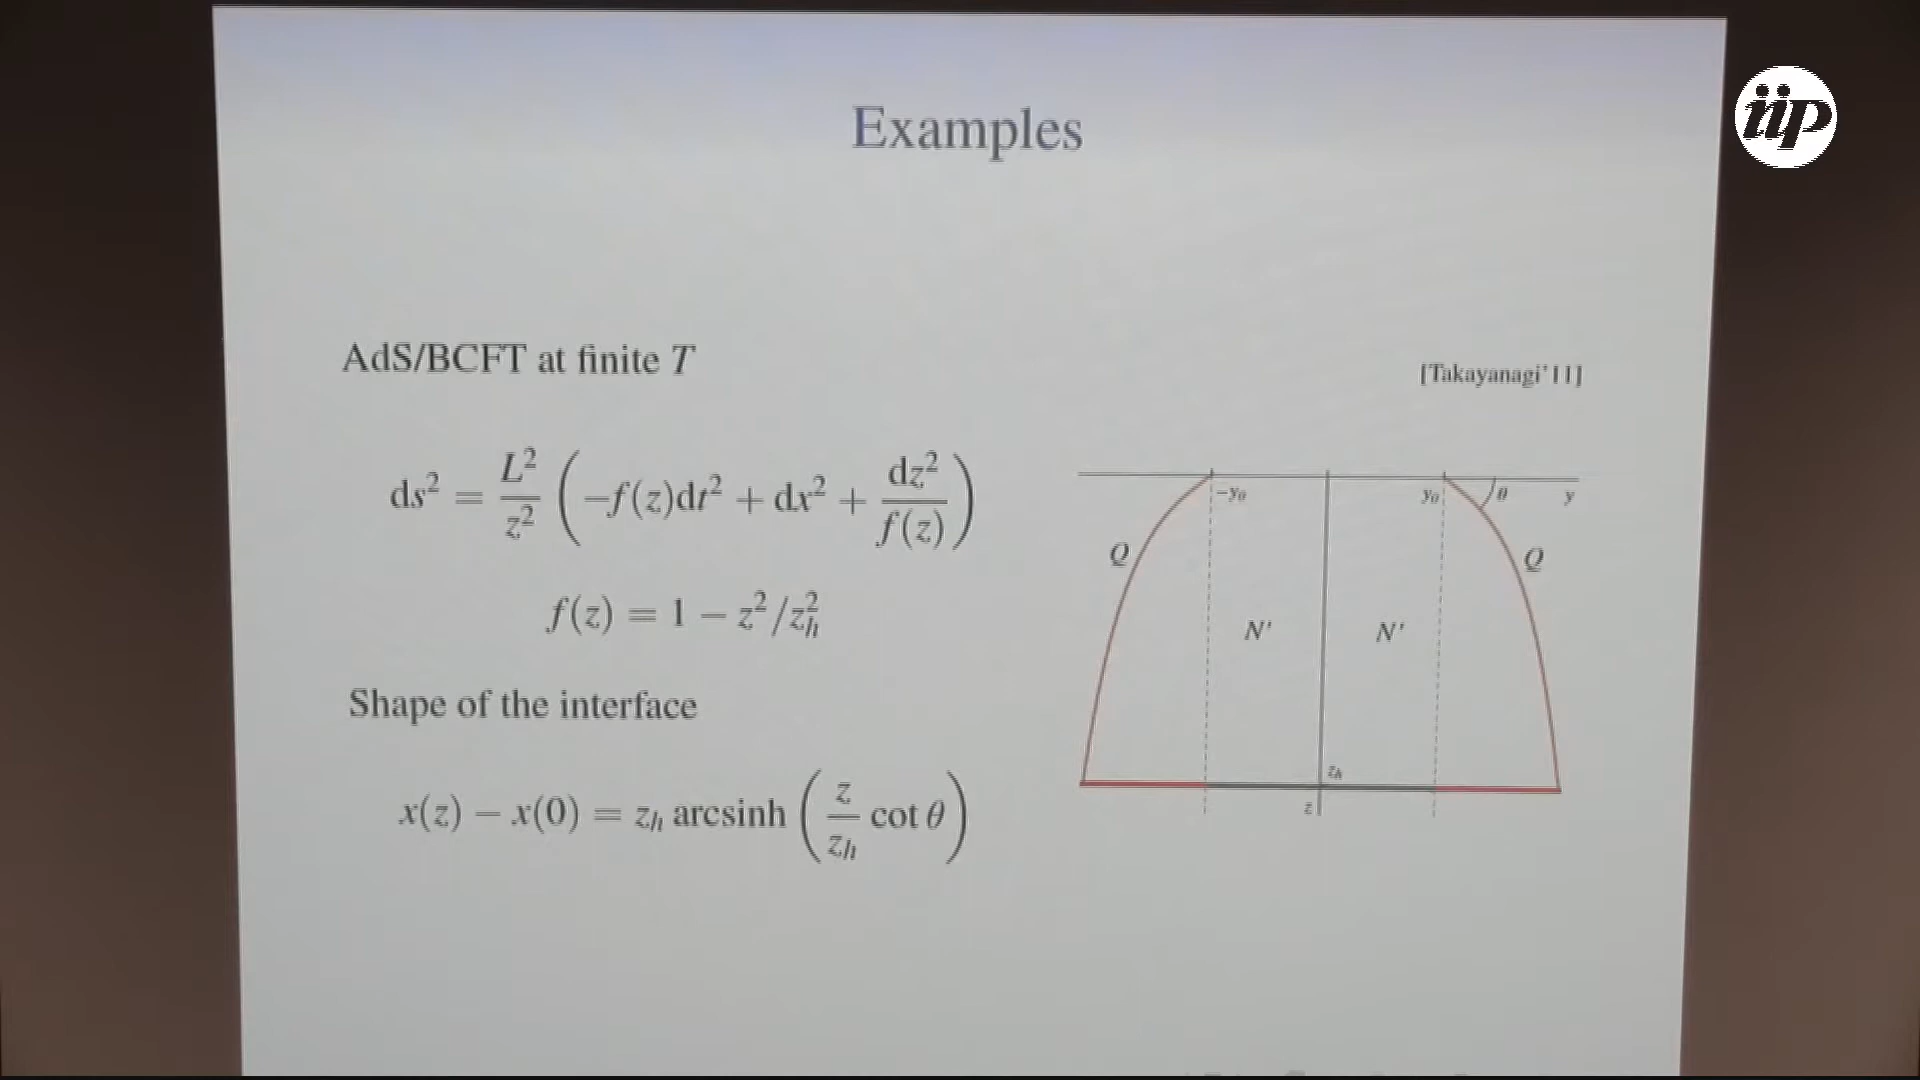 iip
Examples
AdS/BCFT at finite T
[Takayanagi'11]
ds² = L²/z² (−f(z)dt² + dx² + dz²/f(z))
f(z) = 1 − z²/z_h²
Shape of the interface
x(z) − x(0) = z_h arcsinh (z/z_h cot θ)
−y₀ y₀ θ y
Q Q
N' N'
z_h
z